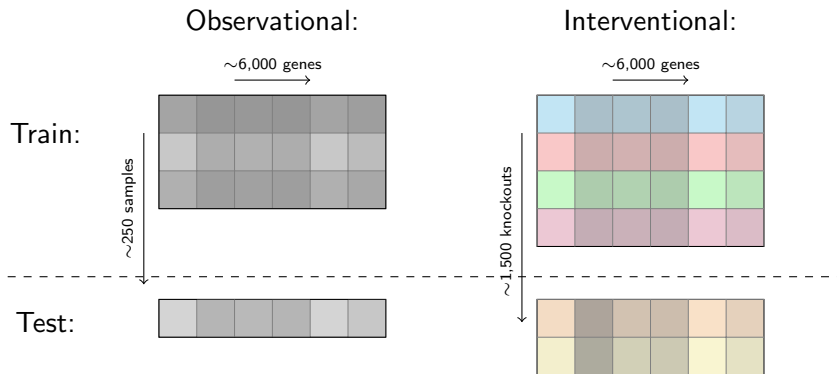 Observational:
Interventional:
∼6,000 genes
∼6,000 genes
Train:
∼250 samples
∼1,500 knockouts
Test: